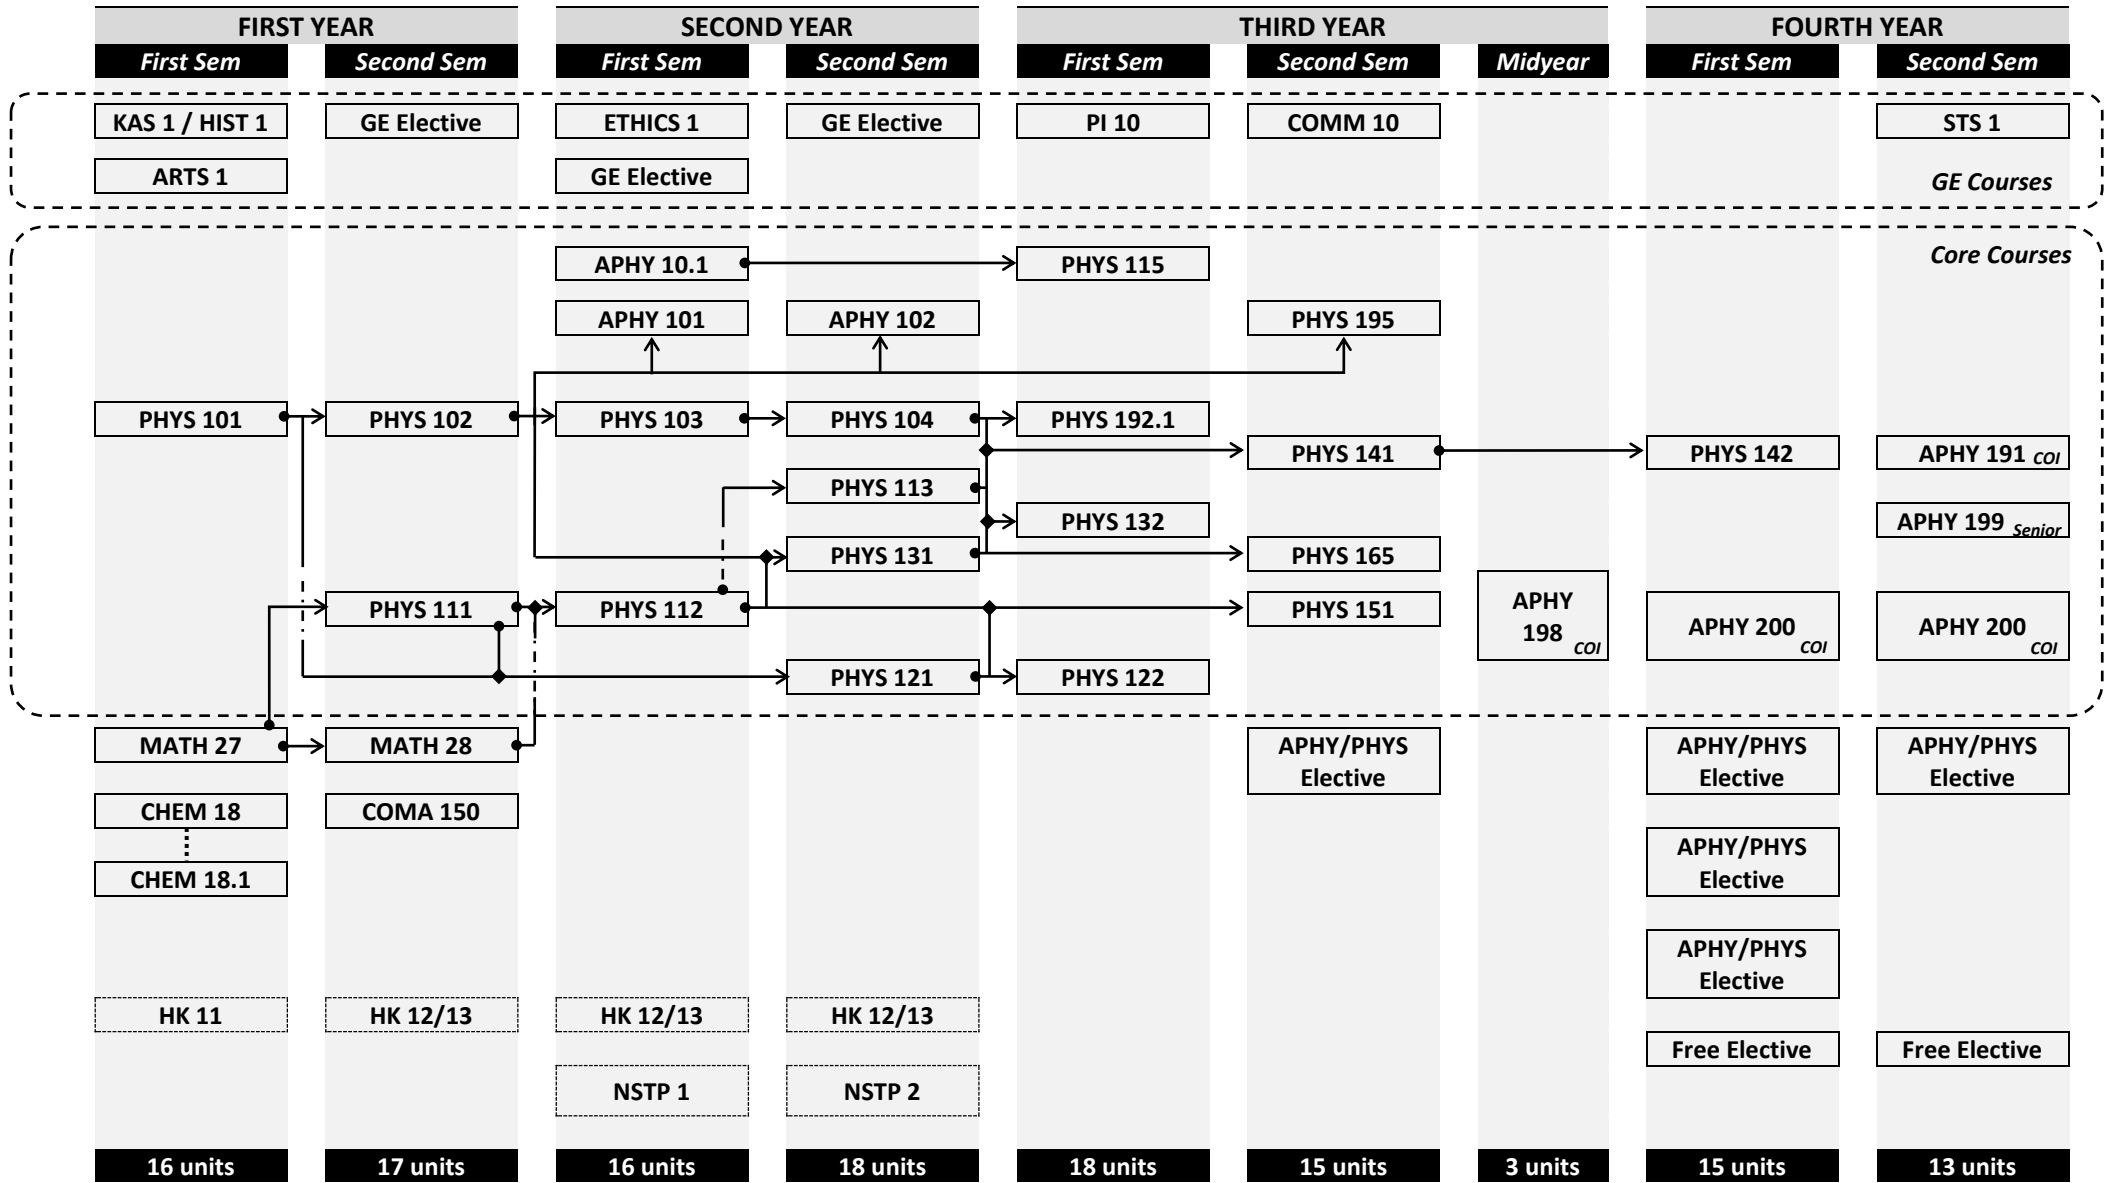 FIRST YEAR SECOND YEAR THIRD YEAR FOURTH YEAR
First Sem Second Sem First Sem Second Sem First Sem Second Sem Midyear First Sem Second Sem
KAS 1 / HIST 1 GE Elective ETHICS 1 GE Elective PI 10 COMM 10 STS 1
ARTS 1 GE Elective GE Courses
Core Courses
APHY 10.1 PHYS 115
APHY 101 APHY 102 PHYS 195
PHYS 101 PHYS 102 PHYS 103 PHYS 104 PHYS 192.1
PHYS 141 PHYS 142 APHY 191 COI
PHYS 113
PHYS 132 APHY 199 Senior
PHYS 131 PHYS 165
PHYS 111 PHYS 112 PHYS 151
APHY
198 COI
APHY 200 COI APHY 200 COI
PHYS 121 PHYS 122
MATH 27 MATH 28
APHY/PHYS APHY/PHYS APHY/PHYS
Elective Elective Elective
CHEM 18 COMA 150
CHEM 18.1
APHY/PHYS
Elective
APHY/PHYS
Elective
HK 11 HK 12/13 HK 12/13 HK 12/13
Free Elective Free Elective
NSTP 1 NSTP 2
16 units 17 units 16 units 18 units 18 units 15 units 3 units 15 units 13 units